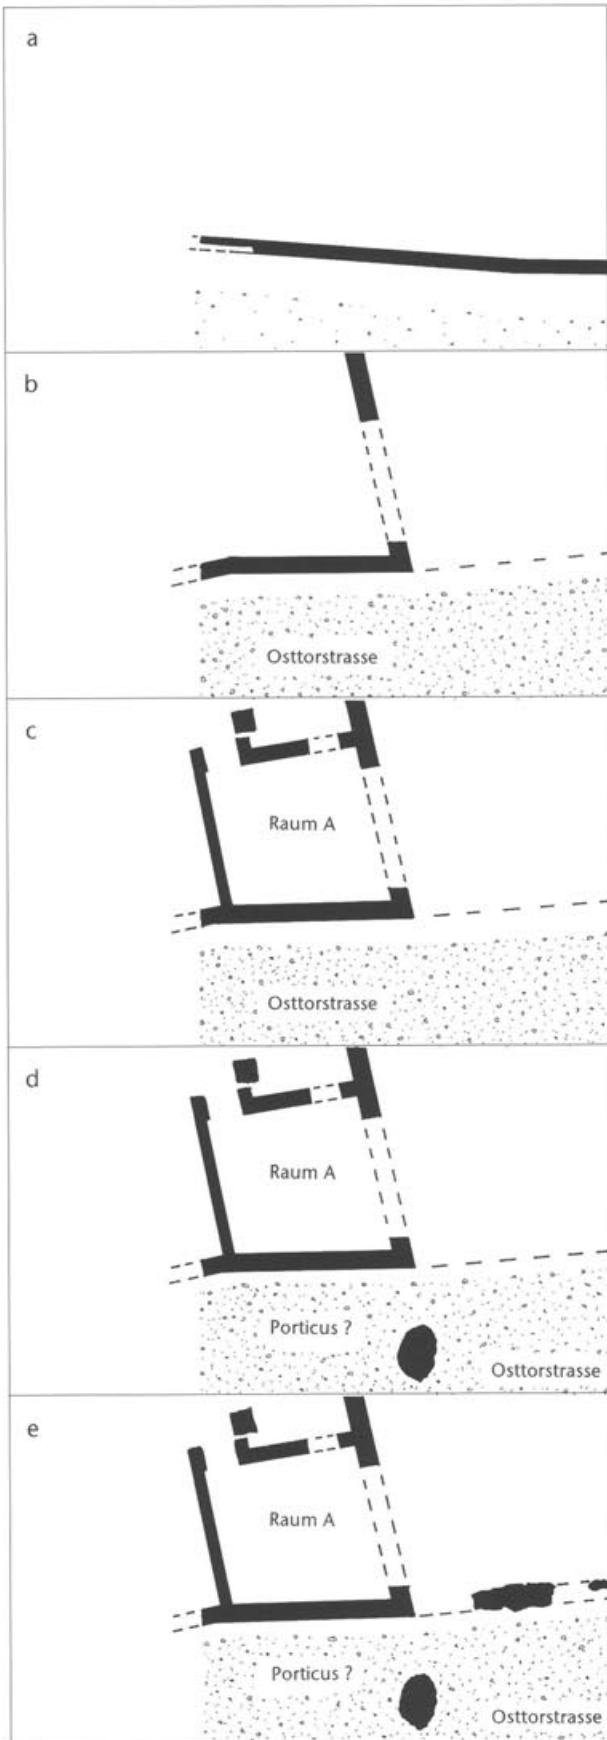 a
b
Osttorstrasse
c
Raum A
Osttorstrasse
d
Raum A
Porticus ?
Osttorstrasse
e
Raum A
Porticus ?
Osttorstrasse